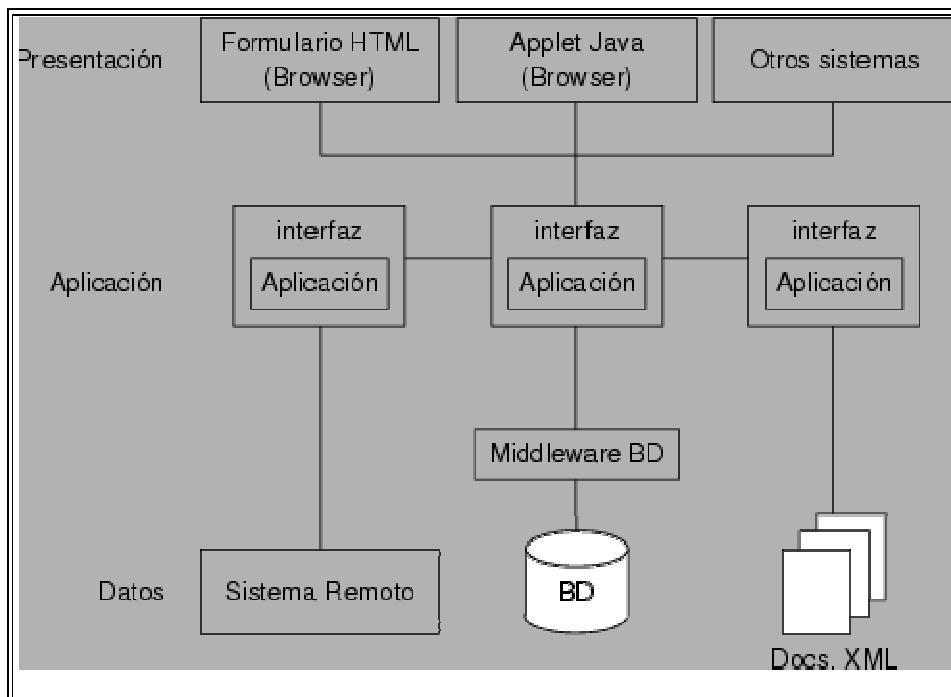 Presentación
Formulario HTML
(Browser)
Applet Java
(Browser)
Otros sistemas
Aplicación
interfaz
Aplicación
interfaz
Aplicación
interfaz
Aplicación
Middleware BD
Datos
Sistema Remoto
BD
Docs. XML